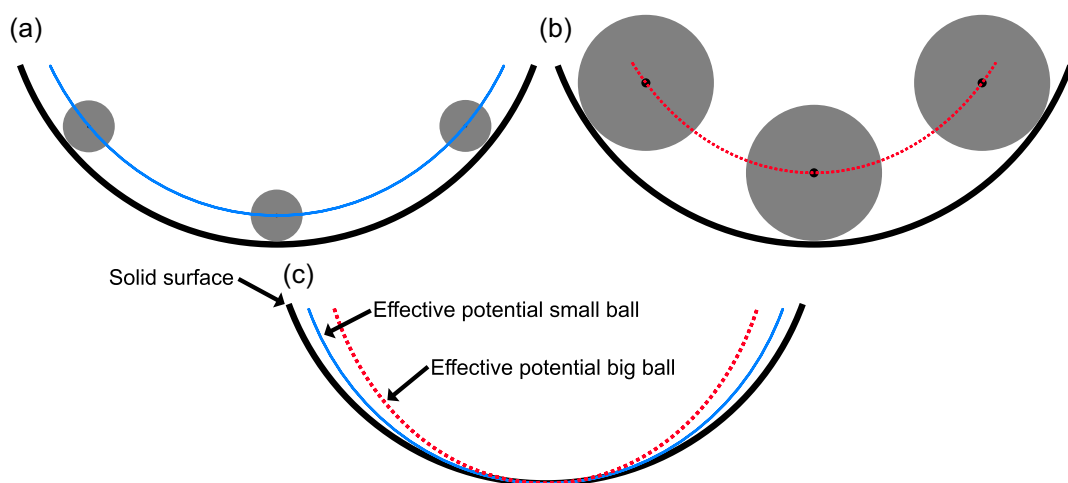 (a)
(b)
Solid surface
(c)
Effective potential small ball
Effective potential big ball